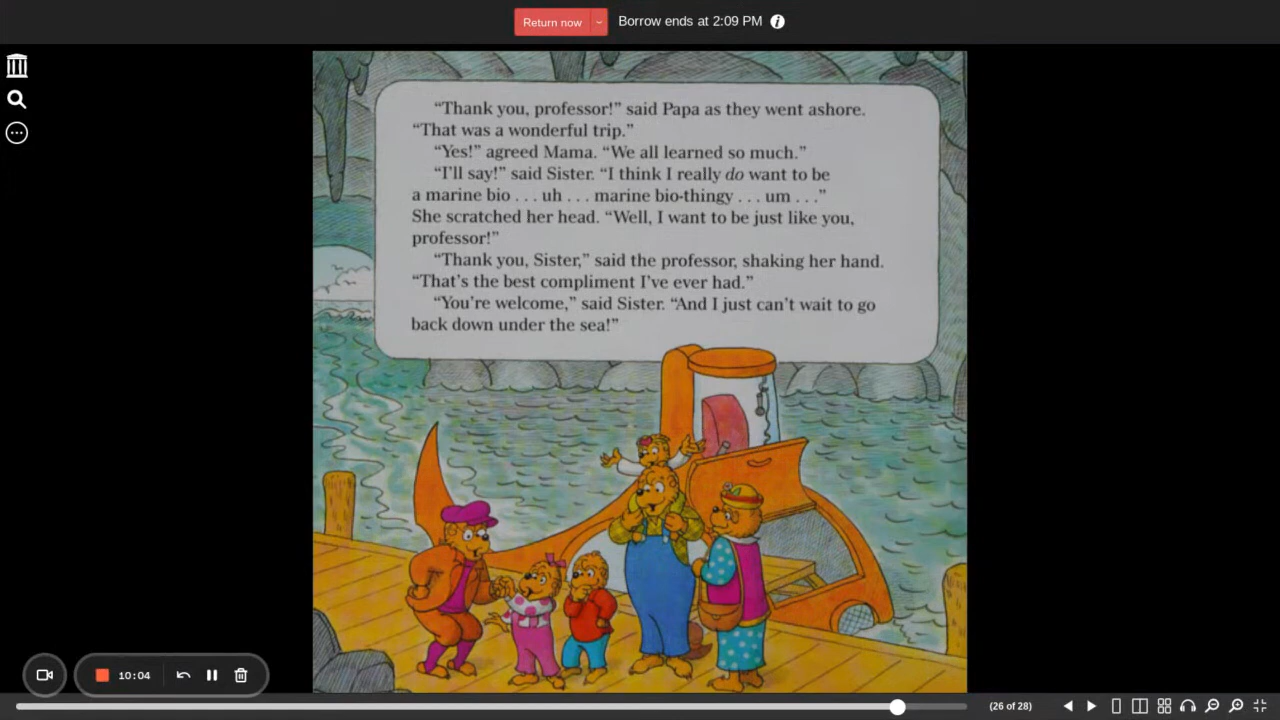 Return now
Borrow ends at 2:09 PM
“Thank you, professor!” said Papa as they went ashore.
“That was a wonderful trip.”
“Yes!” agreed Mama. “We all learned so much.”
“I’ll say!” said Sister. “I think I really do want to be
a marine bio . . . uh . . . marine bio-thingy . . . um . . .”
She scratched her head. “Well, I want to be just like you,
professor!”
“Thank you, Sister,” said the professor, shaking her hand.
“That’s the best compliment I’ve ever had.”
“You’re welcome,” said Sister. “And I just can’t wait to go
back down under the sea!”
10:04
(26 of 28)